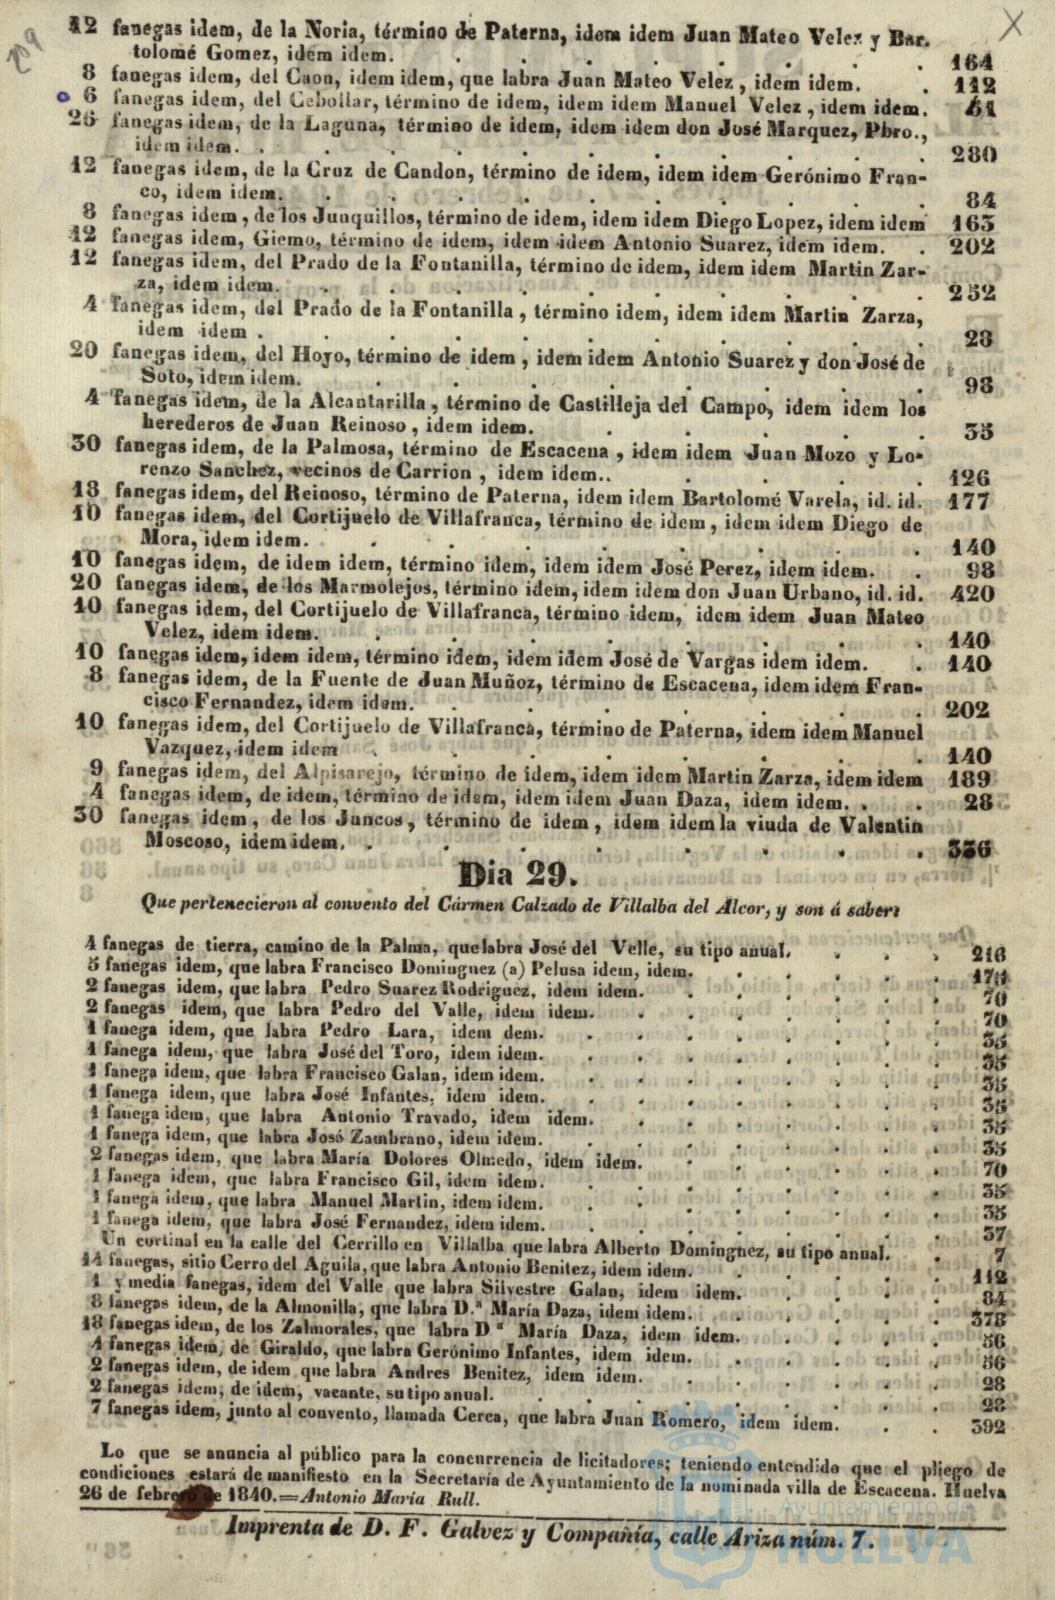 12 fanegas idem, de la Noria, término de Paterna, idem idem Juan Mateo Velez y Bar-
tolomé Gomez, idem idem. 164
8 fanegas idem, del Caon, idem idem, que labra Juan Mateo Velez, idem idem. 112
6 fanegas idem, del Cebollar, término de idem, idem idem Manuel Velez, idem idem. 61
26 fanegas idem, de la Laguna, término de idem, idem idem don José Marquez, Pbro.,
idem idem. 280
12 fanegas idem, de la Cruz de Candon, término de idem, idem idem Gerónimo Fran-
co, idem idem. 84
8 fanegas idem, de los Junquillos, término de idem, idem idem Diego Lopez, idem idem 163
12 fanegas idem, Giemo, término de idem, idem idem Antonio Suarez, idem idem. 202
12 fanegas idem, del Prado de la Fontanilla, término de idem, idem idem Martin Zar-
za, idem idem. 252
4 fanegas idem, del Prado de la Fontanilla, término idem, idem idem Martin Zarza,
idem idem. 28
20 fanegas idem, del Hoyo, término de idem, idem idem Antonio Suarez y don José de
Soto, idem idem. 98
4 fanegas idem, de la Alcantarilla, término de Castilleja del Campo, idem idem los
herederos de Juan Reinoso, idem idem. 35
30 fanegas idem, de la Palmosa, término de Escacena, idem idem Juan Mozo y Lo-
renzo Sanchez, vecinos de Carrion, idem idem.. 126
18 fanegas idem, del Reinoso, término de Paterna, idem idem Bartolomé Varela, id. id. 177
10 fanegas idem, del Cortijuelo de Villafranca, término de idem, idem idem Diego de
Mora, idem idem. 140
10 fanegas idem, de idem idem, término idem, idem idem José Perez, idem idem. 98
20 fanegas idem, de los Marmolejos, término idem, idem idem don Juan Urbano, id. id. 420
10 fanegas idem, del Cortijuelo de Villafranca, término idem, idem idem Juan Mateo
Velez, idem idem. 140
10 fanegas idem, idem idem, término idem, idem idem José de Vargas idem idem. 140
8 fanegas idem, de la Fuente de Juan Muñoz, término de Escacena, idem idem Fran-
cisco Fernandez, idem idem. 202
10 fanegas idem, del Cortijuelo de Villafranca, término de Paterna, idem idem Manuel
Vazquez, idem idem 140
9 fanegas idem, del Alpisarejo, término de idem, idem idem Martin Zarza, idem idem 189
4 fanegas idem, de idem, término de idem, idem idem Juan Daza, idem idem. 28
30 fanegas idem, de los Juncos, término de idem, idem idem la viuda de Valentin
Moscoso, idem idem. 336
Dia 29.
Que pertenecieron al convento del Cármen Calzado de Villalba del Alcor, y son á saber:
4 fanegas de tierra, camino de la Palma, que labra José del Velle, su tipo anual. 216
5 fanegas idem, que labra Francisco Dominguez (a) Pelusa idem, idem. 175
2 fanegas idem, que labra Pedro Suarez Rodriguez, idem idem. 70
2 fanegas idem, que labra Pedro del Valle, idem idem. 70
1 fanega idem, que labra Pedro Lara, idem dem. 35
1 fanega idem, que labra José del Toro, idem idem. 35
1 fanega idem, que labra Francisco Galan, idem idem. 35
1 fanega idem, que labra José Infantes, idem idem. 35
1 fanega idem, que labra Antonio Travado, idem idem. 35
1 fanega idem, que labra José Zambrano, idem idem. 35
2 fanegas idem, que labra María Dolores Olmedo, idem idem. 70
1 fanega idem, que labra Francisco Gil, idem idem. 35
1 fanega idem, que labra Manuel Martin, idem idem. 35
1 fanega idem, que labra José Fernandez, idem idem. 37
Un cortinal en la calle del Cerrillo en Villalba que labra Alberto Dominguez, su tipo anual. 7
14 fanegas, sitio Cerro del Aguila, que labra Antonio Benitez, idem idem. 112
1 y media fanegas, idem del Valle que labra Silvestre Galan, idem idem. 84
8 fanegas idem, de la Almonilla, que labra D.ª María Daza, idem idem. 378
18 fanegas idem, de los Zalmorales, que labra Dª María Daza, idem idem. 56
4 fanegas idem, de Giraldo, que labra Gerónimo Infantes, idem idem. 56
2 fanegas idem, de idem que labra Andres Benitez, idem idem. 28
2 fanegas idem, de idem, vacante, su tipo anual. 28
7 fanegas idem, junto al convento, llamada Cerca, que labra Juan Romero, idem idem. 392
Lo que se anuncia al público para la concurrencia de licitadores; teniendo entendido que el pliego de
condiciones estará de manifiesto en la Secretaría de Ayuntamiento de la nominada villa de Escacena. Huelva
26 de febrero de 1840.=Antonio María Rull.
Imprenta de D. F. Galvez y Compañía, calle Ariza núm. 7.
Ayuntamiento de
HUELVA